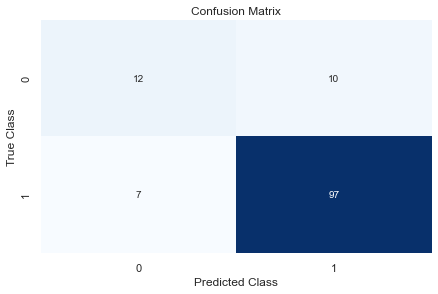 Confusion Matrix
True Class
0
12
10
1
7
97
0
1
Predicted Class